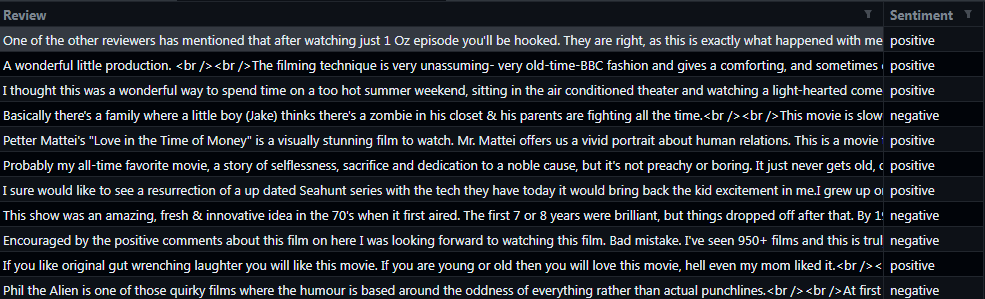 Review Sentiment
One of the other reviewers has mentioned that after watching just 1 Oz episode you'll be hooked. They are right, as this is exactly what happened with me positive
A wonderful little production. <br /><br />The filming technique is very unassuming- very old-time-BBC fashion and gives a comforting, and sometimes positive
I thought this was a wonderful way to spend time on a too hot summer weekend, sitting in the air conditioned theater and watching a light-hearted come positive
Basically there's a family where a little boy (Jake) thinks there's a zombie in his closet & his parents are fighting all the time.<br /><br />This movie is slow negative
Petter Mattei's "Love in the Time of Money" is a visually stunning film to watch. Mr. Mattei offers us a vivid portrait about human relations. This is a movie positive
Probably my all-time favorite movie, a story of selflessness, sacrifice and dedication to a noble cause, but it's not preachy or boring. It just never gets old, positive
I sure would like to see a resurrection of a up dated Seahunt series with the tech they have today it would bring back the kid excitement in me.I grew up positive
This show was an amazing, fresh & innovative idea in the 70's when it first aired. The first 7 or 8 years were brilliant, but things dropped off after that. By negative
Encouraged by the positive comments about this film on here I was looking forward to watching this film. Bad mistake. I've seen 950+ films and this is trul negative
If you like original gut wrenching laughter you will like this movie. If you are young or old then you will love this movie, hell even my mom liked it.<br /><br positive
Phil the Alien is one of those quirky films where the humour is based around the oddness of everything rather than actual punchlines.<br /><br />At first negative